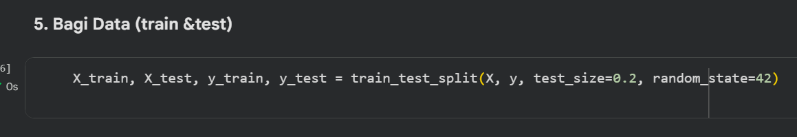 5. Bagi Data (train &test)
6]
0s
X_train, X_test, y_train, y_test = train_test_split(X, y, test_size=0.2, random_state=42)